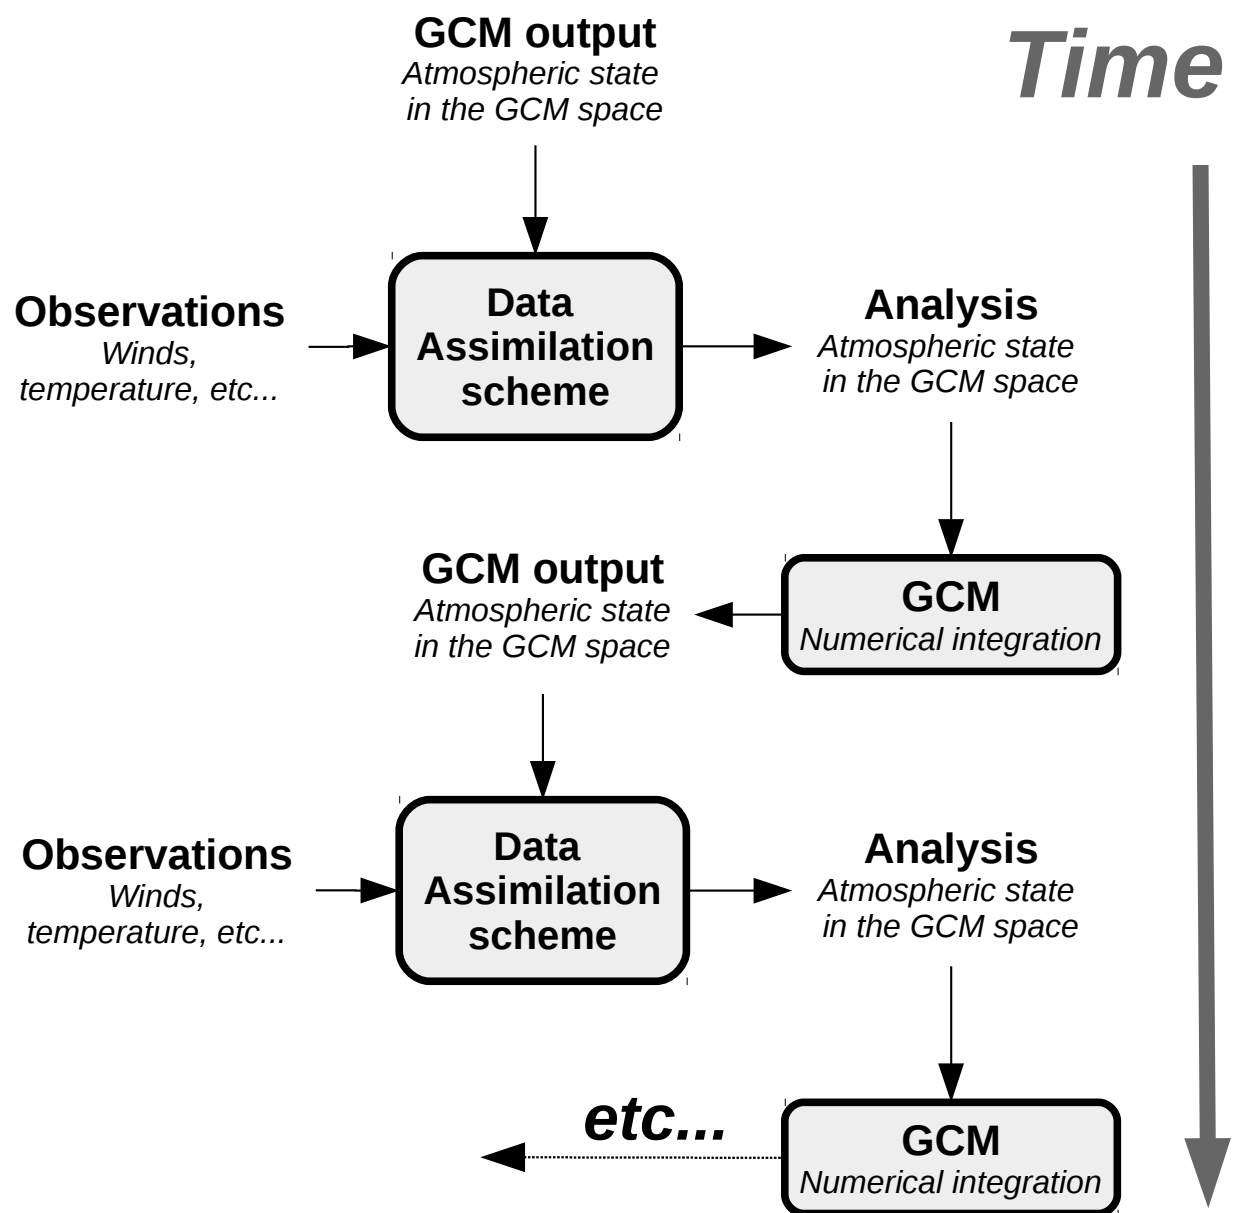 GCM output
Atmospheric state
in the GCM space
Time
Observations
Winds,
temperature, etc...
Data
Assimilation
scheme
Analysis
Atmospheric state
in the GCM space
GCM output
Atmospheric state
in the GCM space
GCM
Numerical integration
Observations
Winds,
temperature, etc...
Data
Assimilation
scheme
Analysis
Atmospheric state
in the GCM space
etc...
GCM
Numerical integration